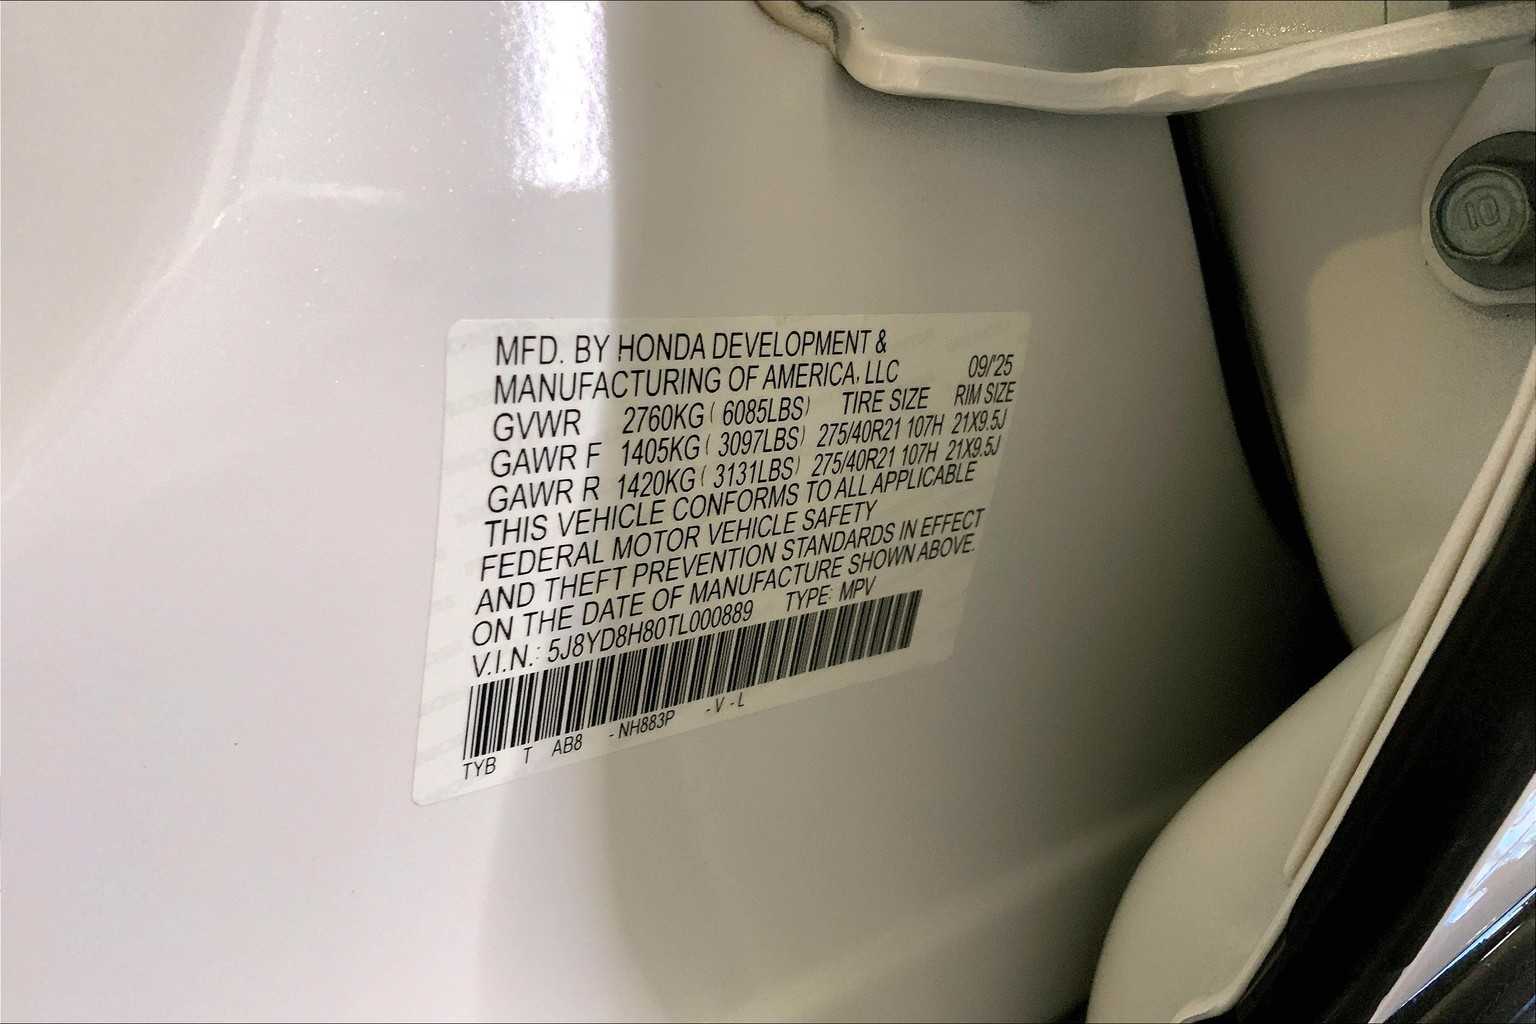 MFD. BY HONDA DEVELOPMENT &
MANUFACTURING OF AMERICA, LLC 09/'25
GVWR 2760KG ( 6085LBS) TIRE SIZE RIM SIZE
GAWR F 1405KG ( 3097LBS) 275/40R21 107H 21X9.5J
GAWR R 1420KG ( 3131LBS) 275/40R21 107H 21X9.5J
THIS VEHICLE CONFORMS TO ALL APPLICABLE
FEDERAL MOTOR VEHICLE SAFETY
AND THEFT PREVENTION STANDARDS IN EFFECT
ON THE DATE OF MANUFACTURE SHOWN ABOVE.
V.I.N.: 5J8YD8H80TL000889 TYPE: MPV
TYB T AB8 -NH883P -V -L
10